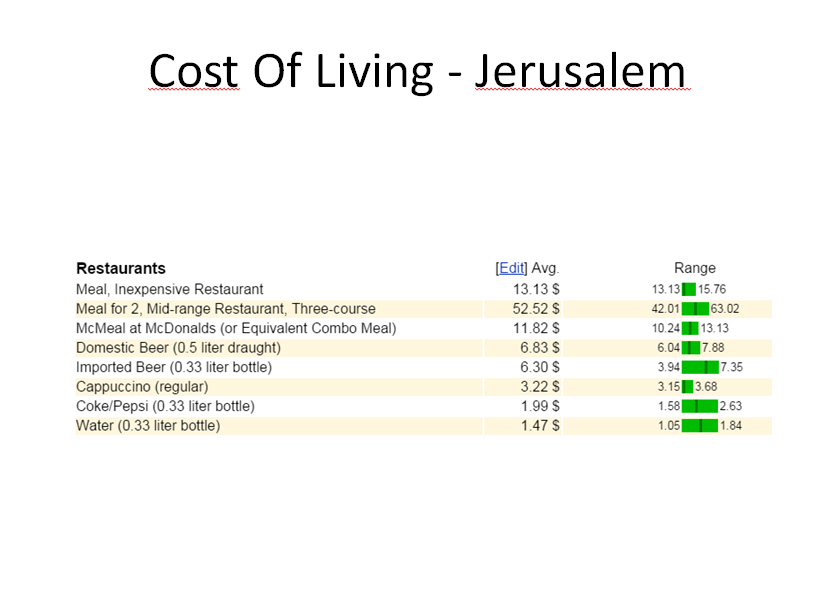 Cost Of Living - Jerusalem
Restaurants [Edit] Avg. Range
Meal, Inexpensive Restaurant 13.13 $ 13.13 15.76
Meal for 2, Mid-range Restaurant, Three-course 52.52 $ 42.01 63.02
McMeal at McDonalds (or Equivalent Combo Meal) 11.82 $ 10.24 13.13
Domestic Beer (0.5 liter draught) 6.83 $ 6.04 7.88
Imported Beer (0.33 liter bottle) 6.30 $ 3.94 7.35
Cappuccino (regular) 3.22 $ 3.15 3.68
Coke/Pepsi (0.33 liter bottle) 1.99 $ 1.58 2.63
Water (0.33 liter bottle) 1.47 $ 1.05 1.84